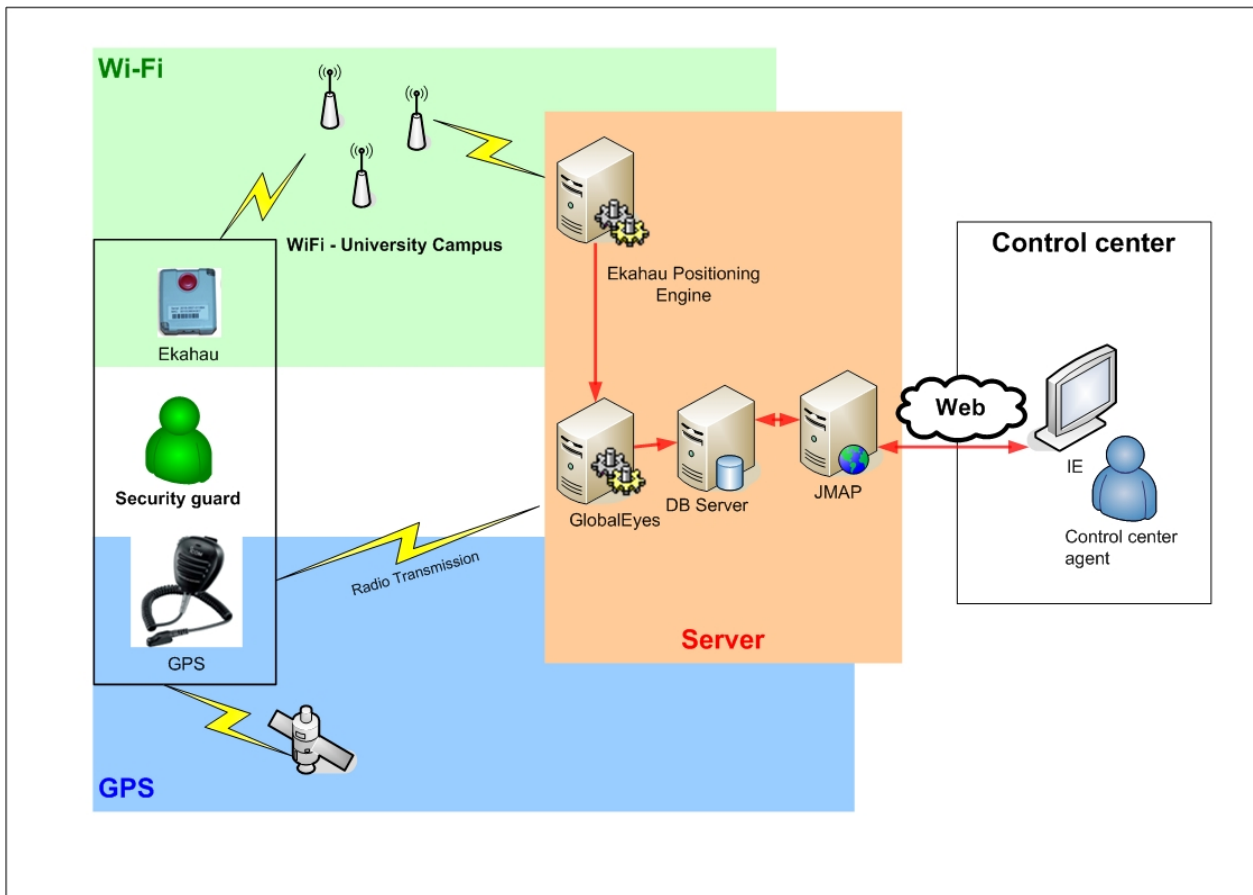 Wi-Fi
WiFi - University Campus
Ekahau Positioning
Engine
Control center
Ekahau
Web
IE
Security guard
GlobalEyes
DB Server
JMAP
Control center
agent
Radio Transmission
GPS
Server
GPS